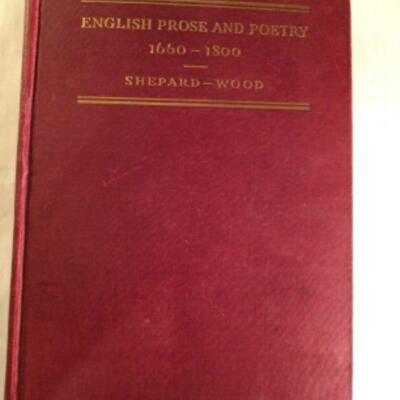 ENGLISH PROSE AND POETRY
1660-1800
SHEPARD-WOOD